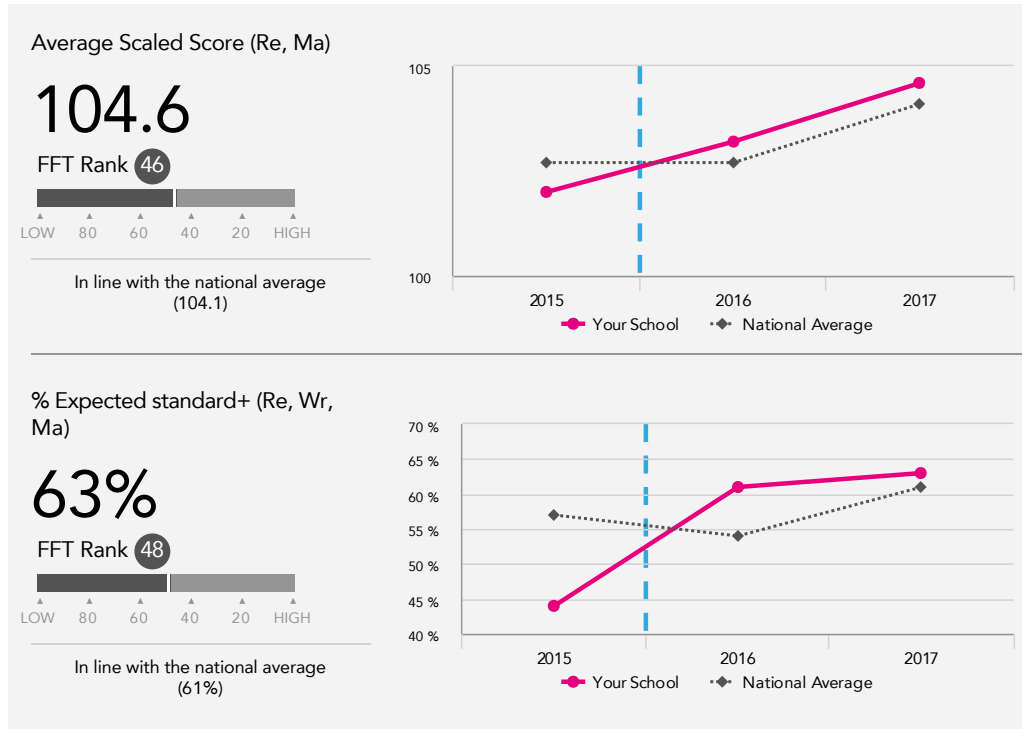 Average Scaled Score (Re, Ma)
104.6
FFT Rank 46
LOW 80 60 40 20 HIGH
In line with the national average
(104.1)
105
100
2015 2016 2017
Your School National Average
% Expected standard+ (Re, Wr,
Ma)
63%
FFT Rank 48
LOW 80 60 40 20 HIGH
In line with the national average
(61%)
70 %
65 %
60 %
55 %
50 %
45 %
40 %
2015 2016 2017
Your School National Average